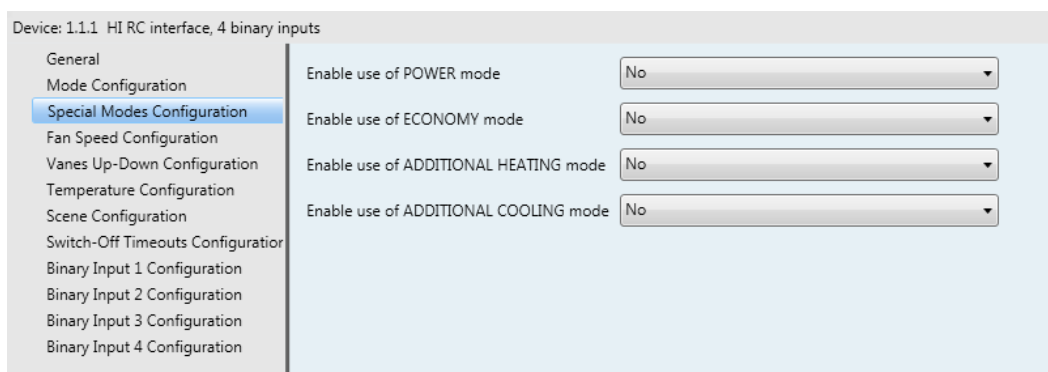 Device: 1.1.1 HI RC interface, 4 binary inputs
General
Mode Configuration
Special Modes Configuration
Fan Speed Configuration
Vanes Up-Down Configuration
Temperature Configuration
Scene Configuration
Switch-Off Timeouts Configuration
Binary Input 1 Configuration
Binary Input 2 Configuration
Binary Input 3 Configuration
Binary Input 4 Configuration
Enable use of POWER mode No
Enable use of ECONOMY mode No
Enable use of ADDITIONAL HEATING mode No
Enable use of ADDITIONAL COOLING mode No